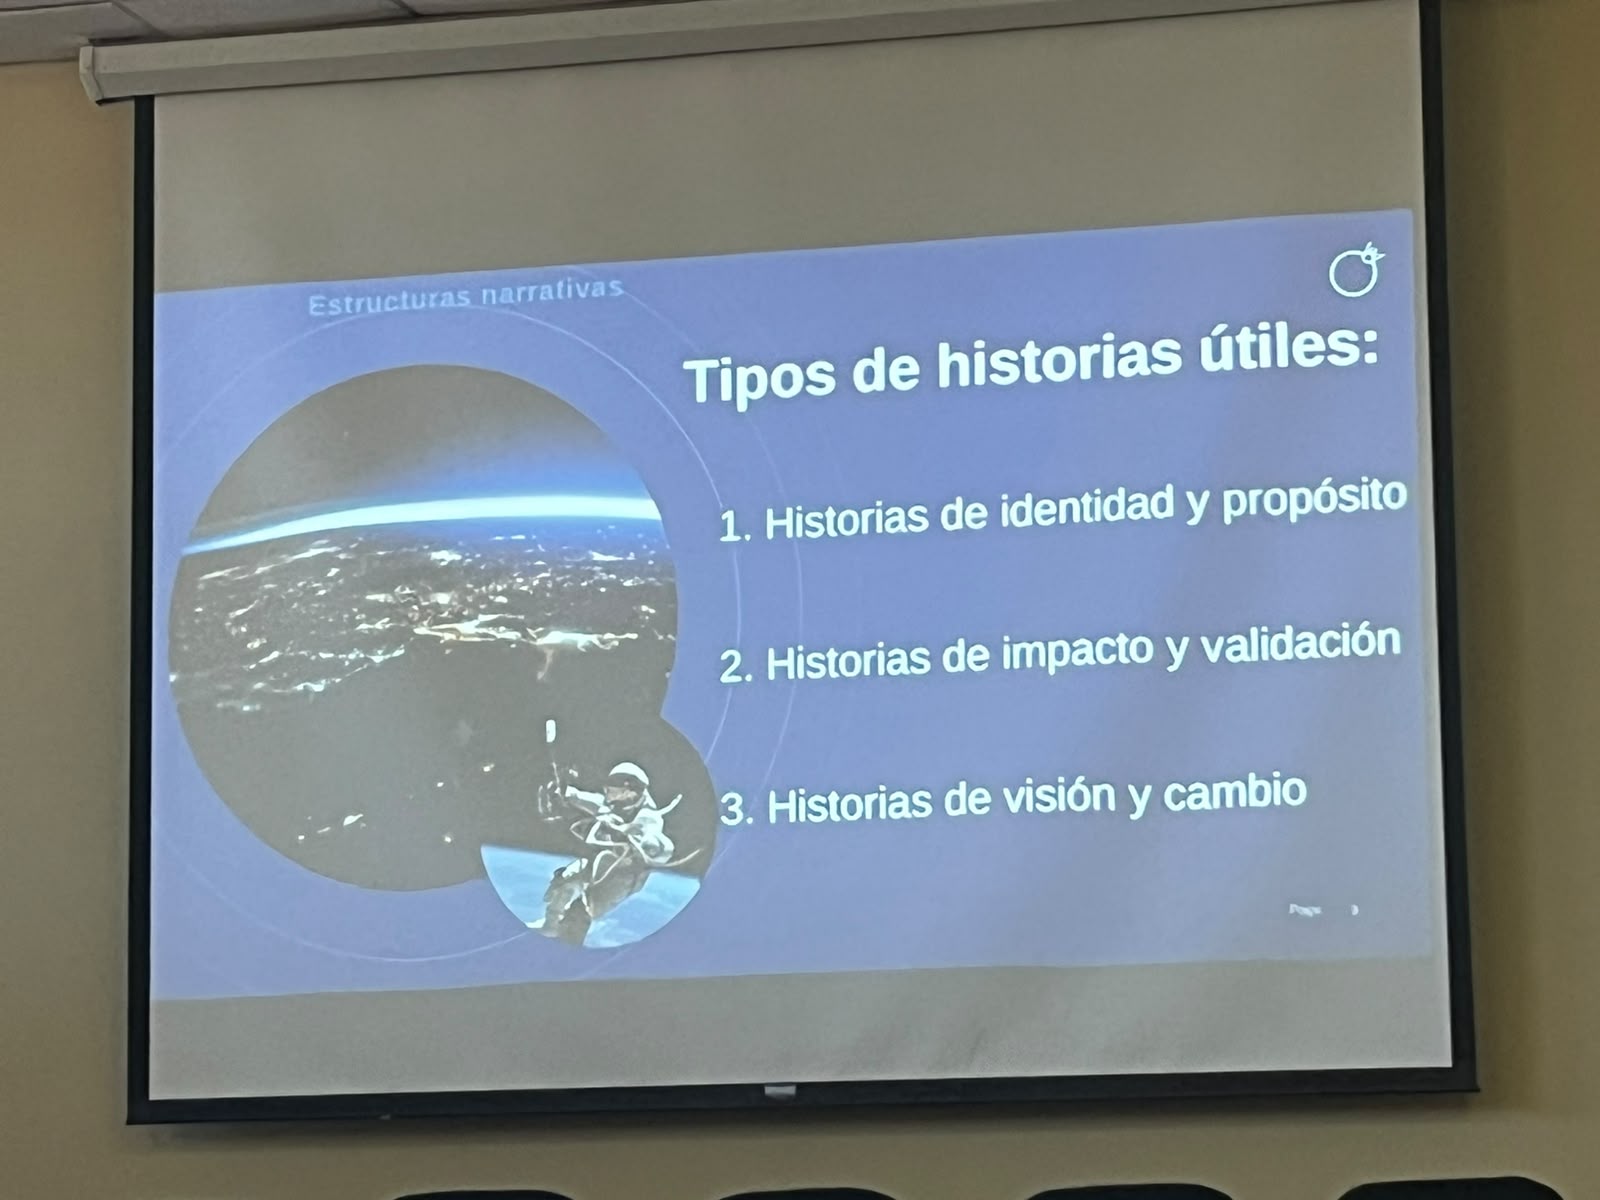 Estructuras narrativas
Tipos de historias útiles:
1. Historias de identidad y propósito
2. Historias de impacto y validación
3. Historias de visión y cambio